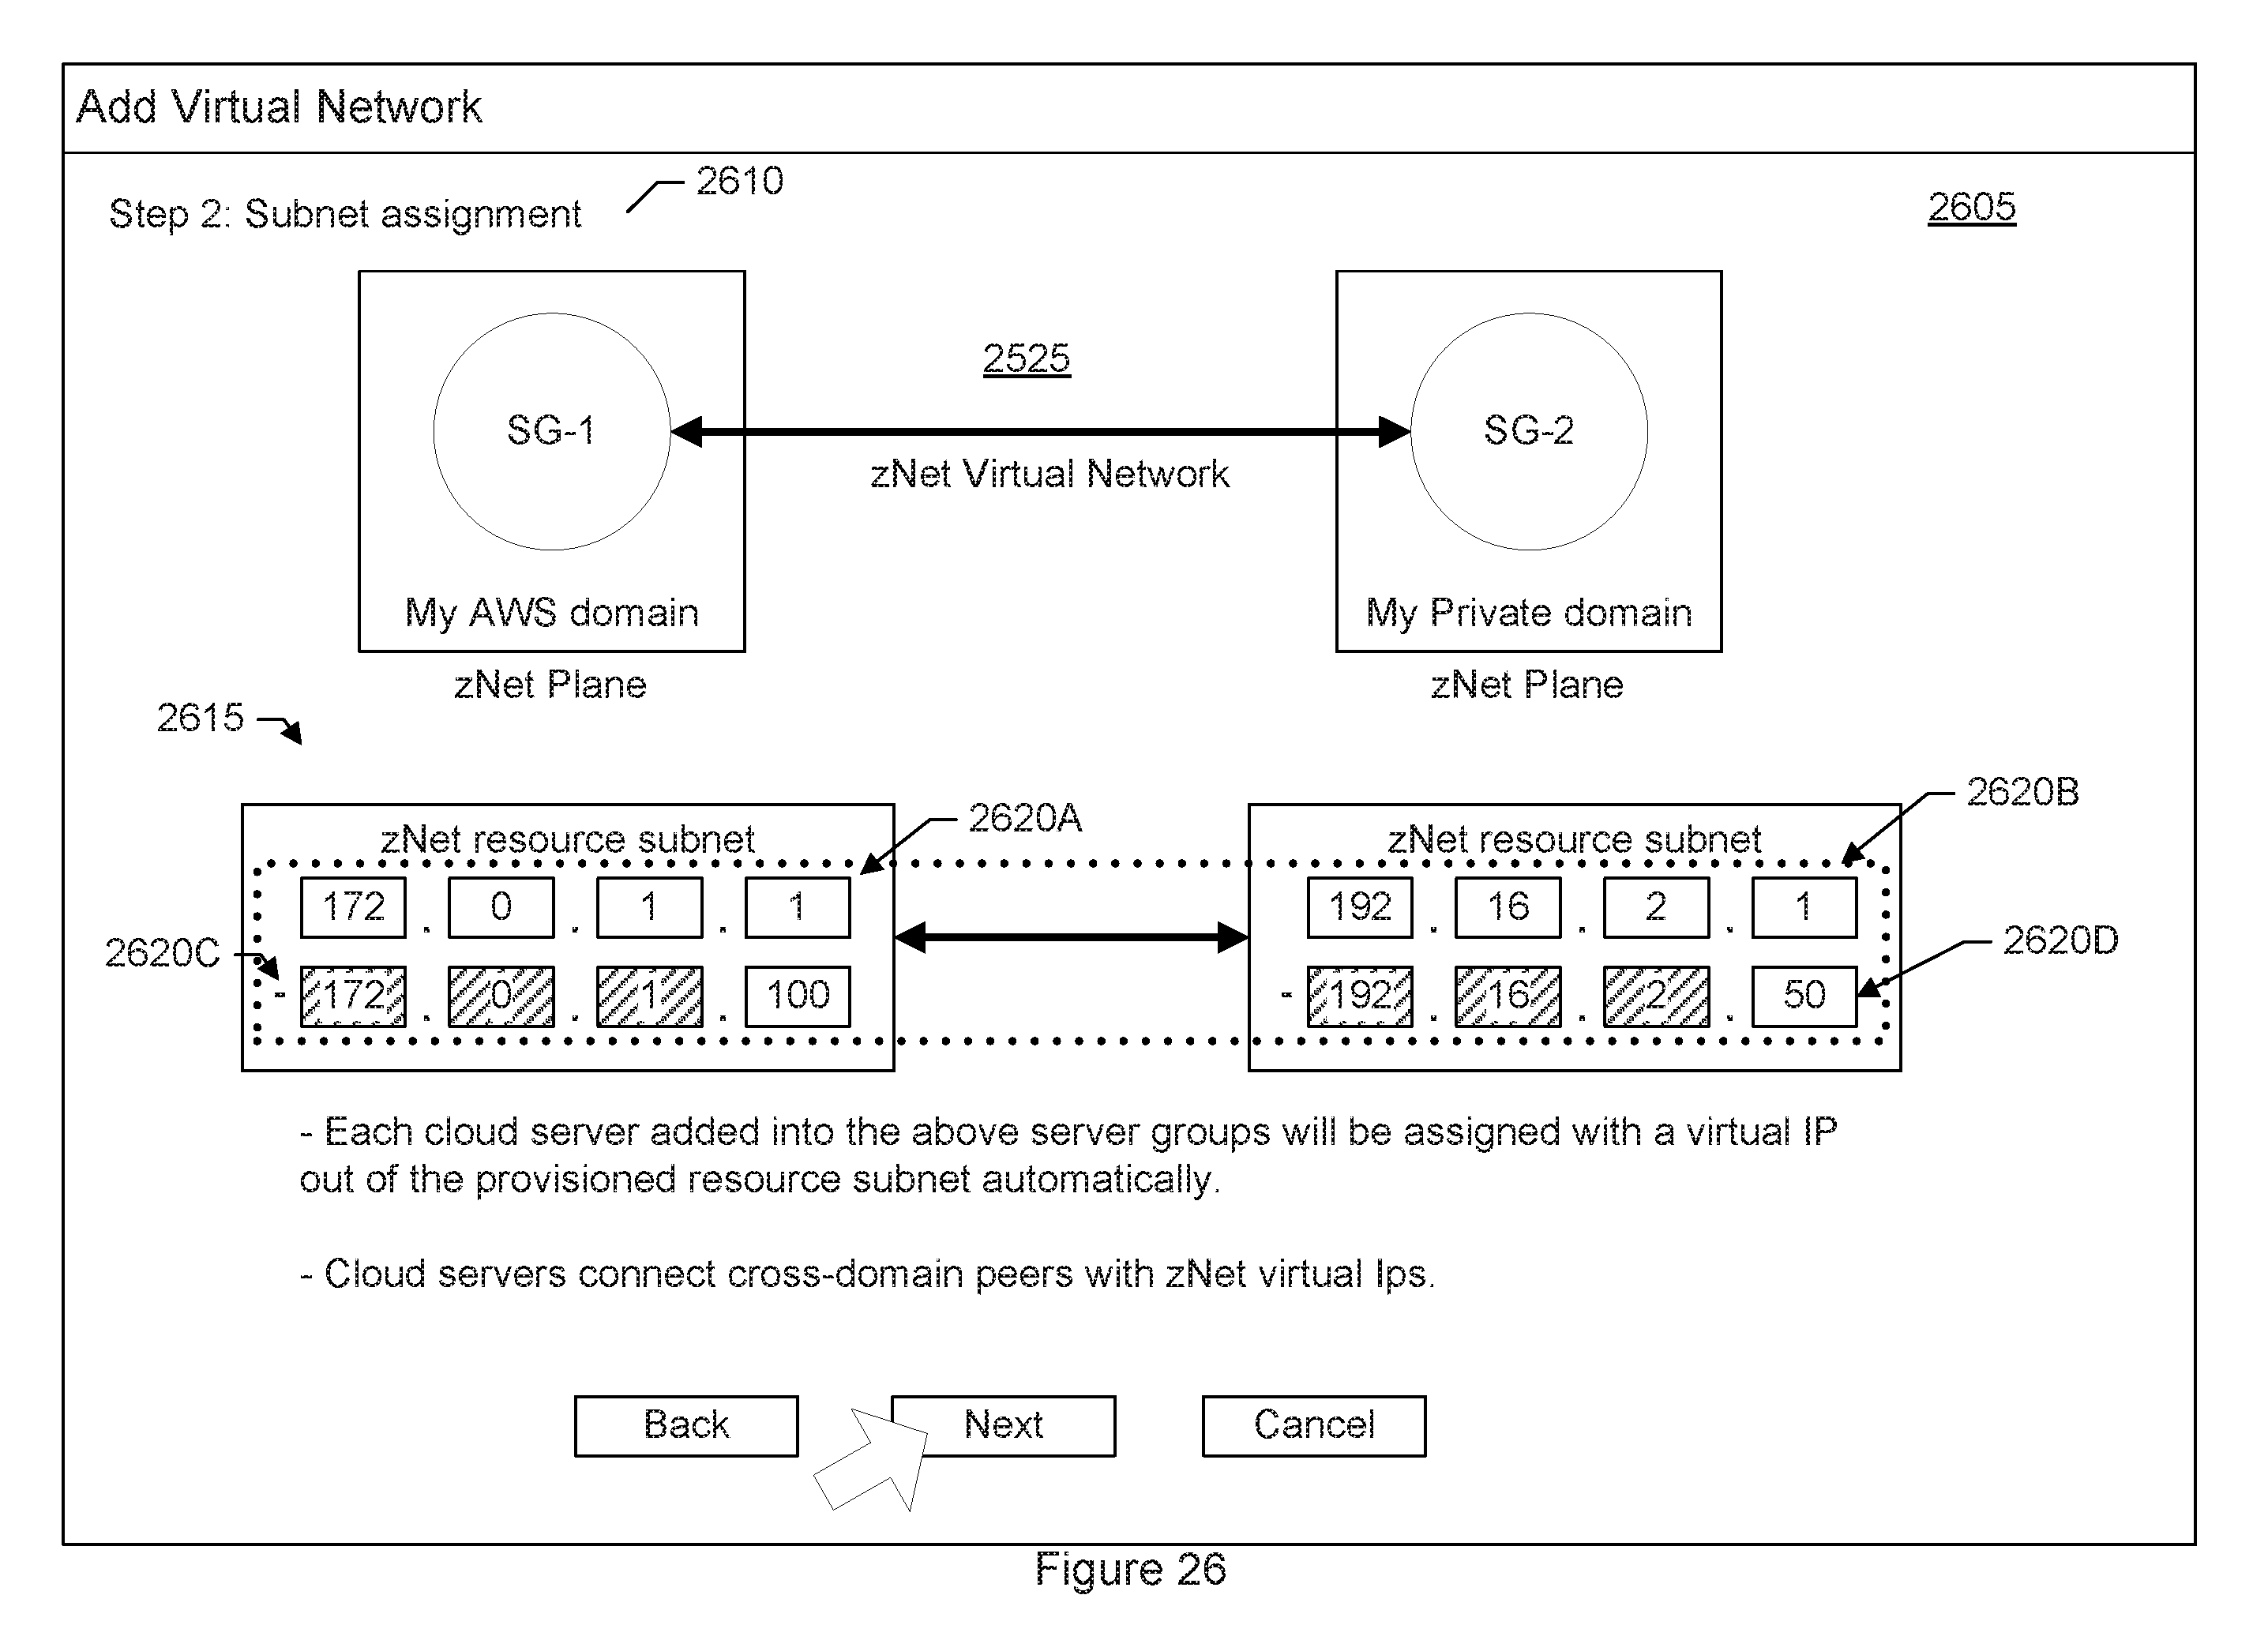 Add Virtual Network
Step 2: Subnet assignment
2610
2605
SG-1
2525
SG-2
zNet Virtual Network
My AWS domain
My Private domain
zNet Plane
zNet Plane
2615
zNet resource subnet
2620A
zNet resource subnet
2620B
172 . 0 . 1 . 1
192 . 16 . 2 . 1
2620C
2620D
- 172 . 0 . 1 . 100
- 192 . 16 . 2 . 50
- Each cloud server added into the above server groups will be assigned with a virtual IP
out of the provisioned resource subnet automatically.
- Cloud servers connect cross-domain peers with zNet virtual Ips.
Back
Next
Cancel
Figure 26